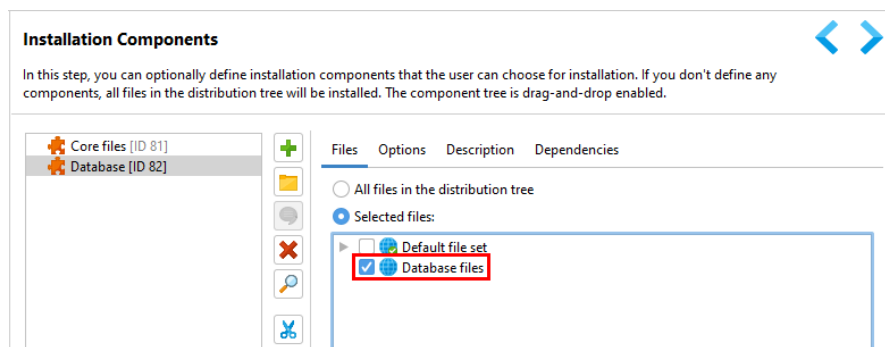 Installation Components
In this step, you can optionally define installation components that the user can choose for installation. If you don't define any
components, all files in the distribution tree will be installed. The component tree is drag-and-drop enabled.
Core files [ID 81]
Database [ID 82]
Files Options Description Dependencies
All files in the distribution tree
Selected files:
Default file set
Database files